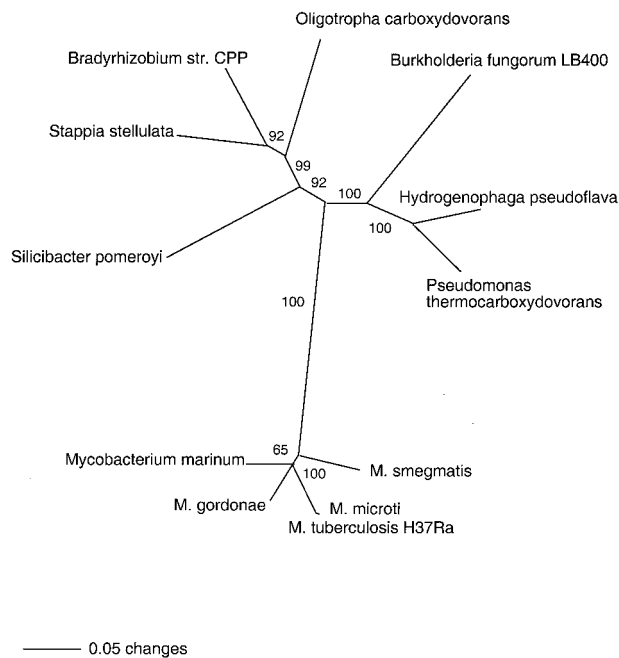 Oligotropha carboxydovorans
Bradyrhizobium str. CPP
Burkholderia fungorum LB400
Stappia stellulata
92
99
92
100
Hydrogenophaga pseudoflava
100
Silicibacter pomeroyi
Pseudomonas
thermocarboxydovorans
100
65
Mycobacterium marinum
100
M. smegmatis
M. gordonae
M. microti
M. tuberculosis H37Ra
0.05 changes